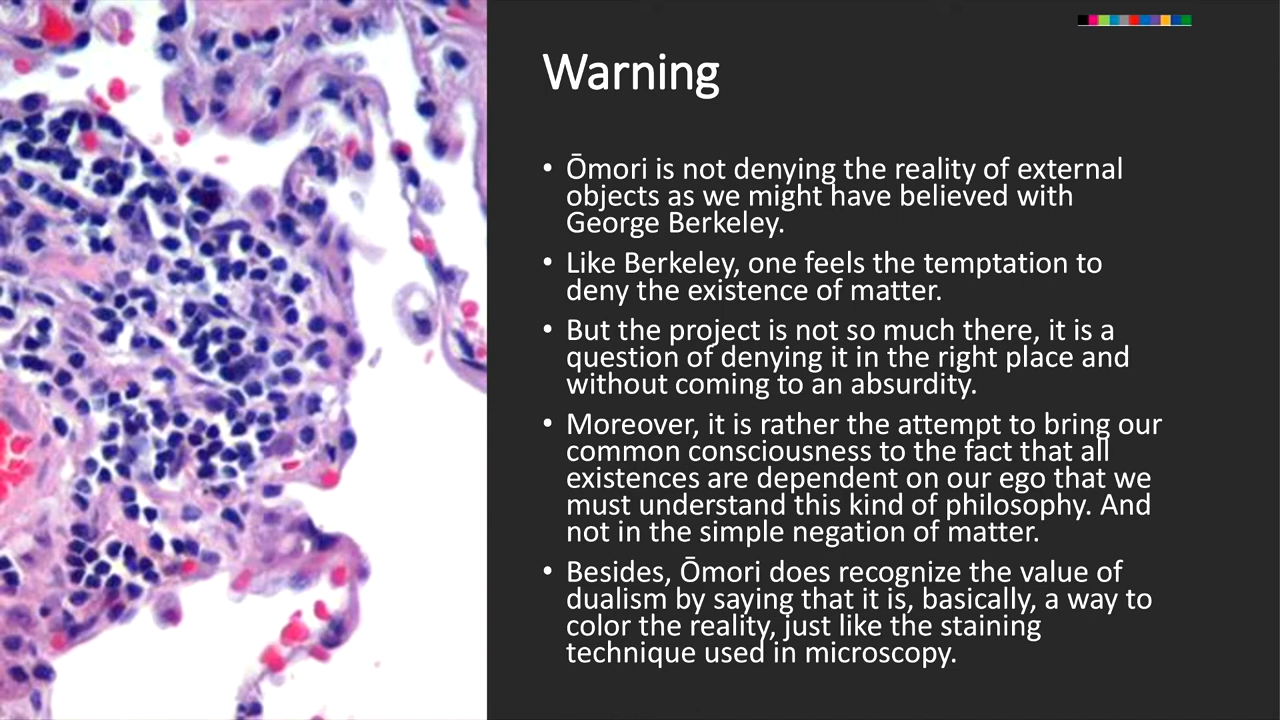 Warning
• Ōmori is not denying the reality of external
objects as we might have believed with
George Berkeley.
• Like Berkeley, one feels the temptation to
deny the existence of matter.
• But the project is not so much there, it is a
question of denying it in the right place and
without coming to an absurdity.
• Moreover, it is rather the attempt to bring our
common consciousness to the fact that all
existences are dependent on our ego that we
must understand this kind of philosophy. And
not in the simple negation of matter.
• Besides, Ōmori does recognize the value of
dualism by saying that it is, basically, a way to
color the reality, just like the staining
technique used in microscopy.